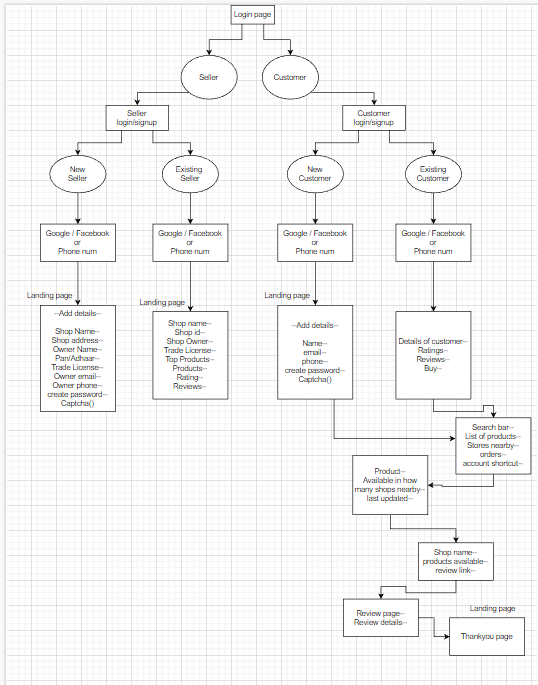 Login page
Seller
Customer
Seller
login/signup
Customer
login/signup
New
Seller
Existing
Seller
New
Customer
Existing
Customer
Google / Facebook
or
Phone num
Google / Facebook
or
Phone num
Google / Facebook
or
Phone num
Google / Facebook
or
Phone num
Landing page
--Add details--
Shop Name--
Shop address--
Owner Name--
Pan/Adhaar--
Trade License--
Owner email--
Owner phone--
create password--
Captcha()
Landing page
Shop name--
Shop id--
Shop Owner--
Trade License--
Top Products--
Products--
Rating--
Reviews--
Landing page
--Add details--
Name--
email--
phone--
create password--
Captcha()
Details of customer--
Ratings--
Reviews--
Buy--
Search bar--
List of products--
Stores nearby--
orders--
account shortcut--
Product--
Available in how
many shops nearby--
last updated--
Shop name--
products available--
review link--
Review page--
Review details--
Landing page
Thankyou page